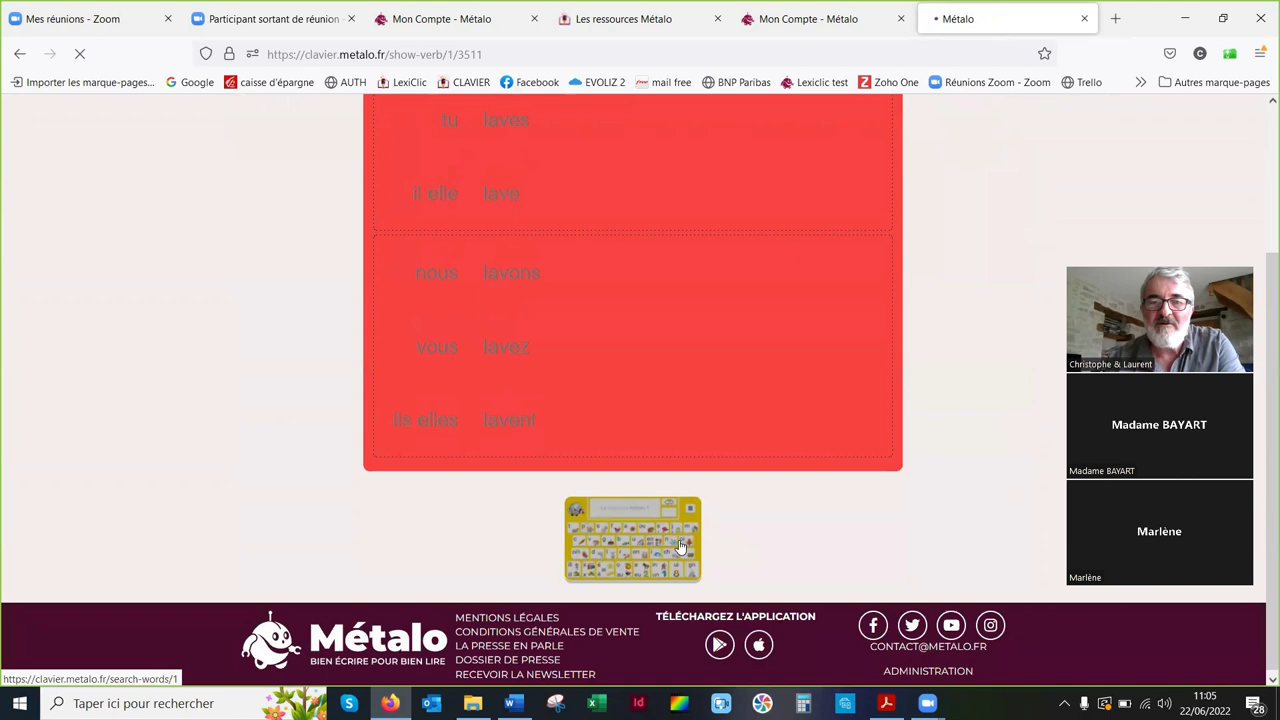 Mes réunions - Zoom
Participant sortant de réunion
Mon Compte - Métalo
Les ressources Métalo
Mon Compte - Métalo
Métalo
https://clavier.metalo.fr/show-verb/1/3511
Importer les marque-pages...
Google
caisse d'épargne
AUTH
LexiClic
CLAVIER
Facebook
EVOLIZ 2
mail free
BNP Paribas
Lexiclic test
Zoho One
Réunions Zoom - Zoom
Trello
Autres marque-pages
tu laves
il elle lave
nous lavons
vous lavez
ils elles lavent
Christophe & Laurent
Madame BAYART
Madame BAYART
Marlène
Marlène
Métalo
BIEN ÉCRIRE POUR BIEN LIRE
MENTIONS LÉGALES
CONDITIONS GÉNÉRALES DE VENTE
LA PRESSE EN PARLE
DOSSIER DE PRESSE
RECEVOIR LA NEWSLETTER
TÉLÉCHARGEZ L'APPLICATION
CONTACT@METALO.FR
ADMINISTRATION
https://clavier.metalo.fr/search-words/1
Taper ici pour rechercher
11:05
22/06/2022
28